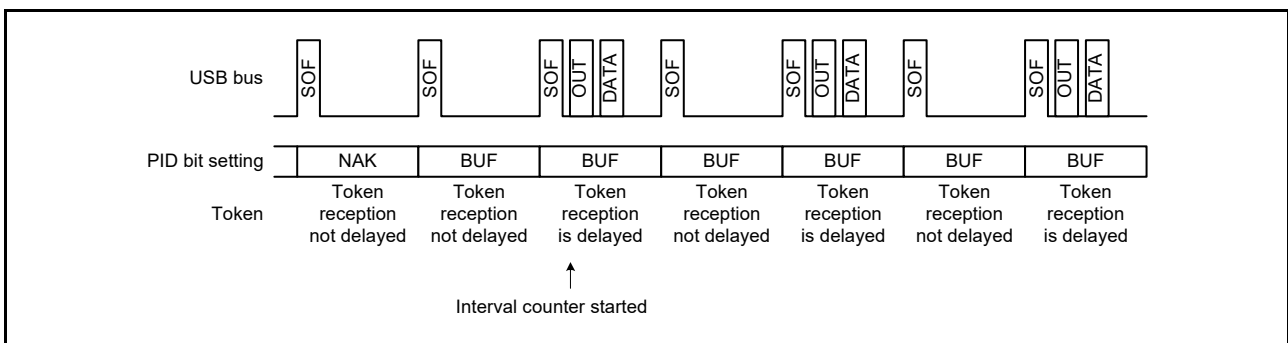 USB bus
SOF SOF SOF OUT DATA SOF SOF OUT DATA SOF SOF OUT DATA
PID bit setting NAK BUF BUF BUF BUF BUF BUF
Token
Token reception not delayed
Token reception not delayed
Token reception is delayed
Token reception not delayed
Token reception is delayed
Token reception not delayed
Token reception is delayed
Interval counter started